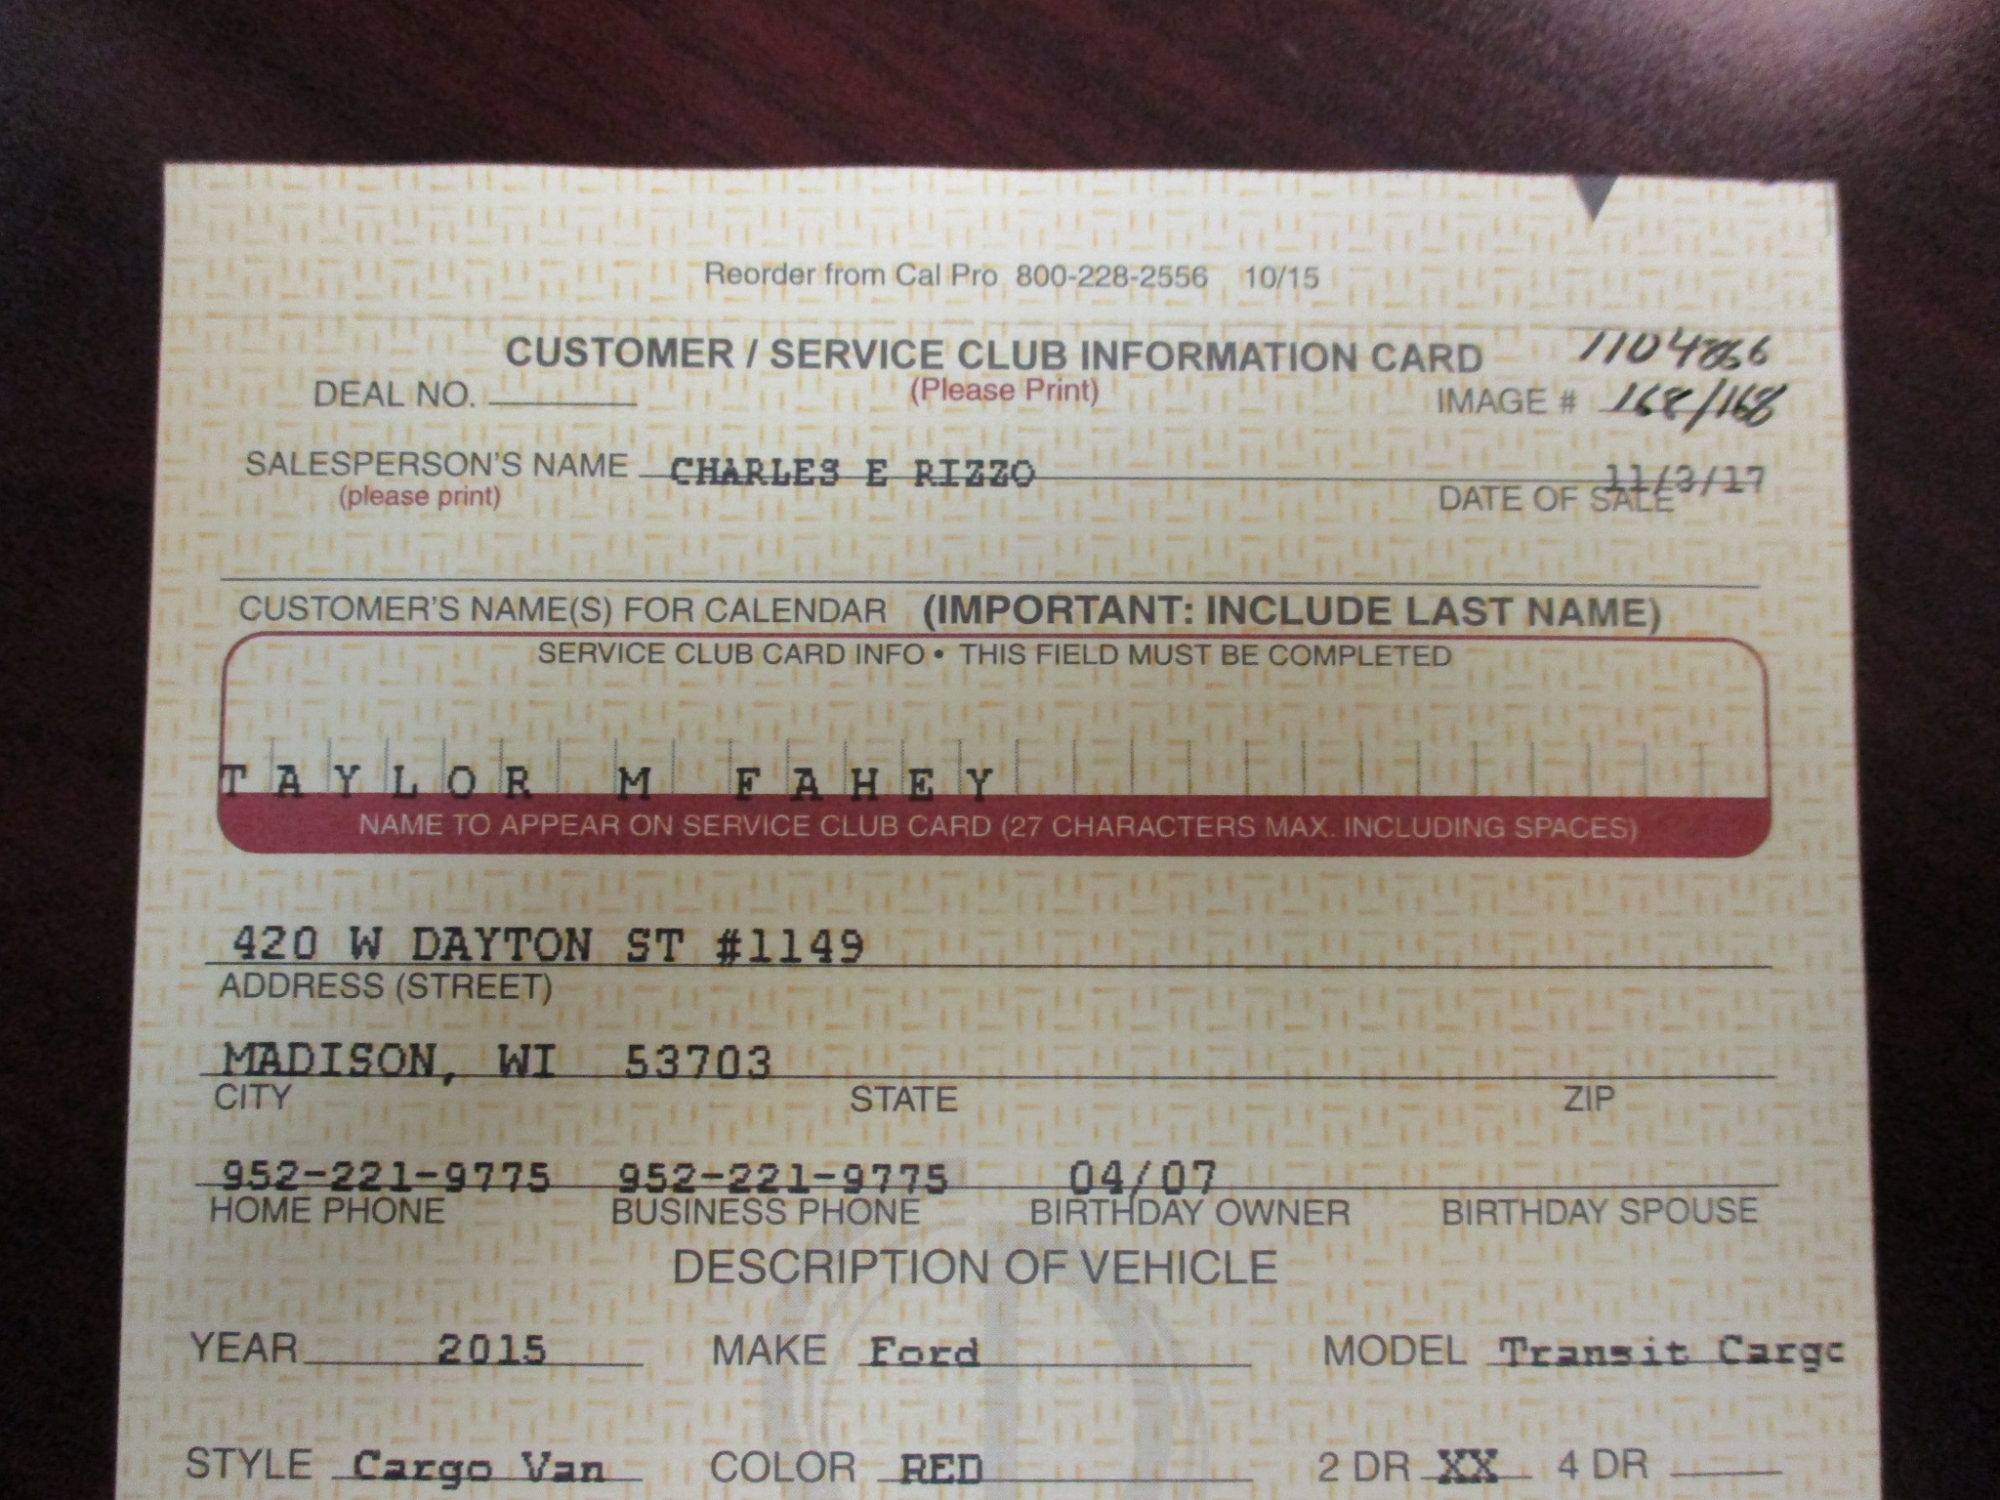 Reorder from Cal Pro 800-228-2556 10/15
CUSTOMER / SERVICE CLUB INFORMATION CARD
(Please Print)
DEAL NO.
IMAGE # 168/168
SALESPERSON'S NAME CHARLES E RIZZO
(please print)
DATE OF SALE 11/3/17
CUSTOMER'S NAME(S) FOR CALENDAR (IMPORTANT: INCLUDE LAST NAME)
SERVICE CLUB CARD INFO • THIS FIELD MUST BE COMPLETED
TAYLOR M FAHEY
NAME TO APPEAR ON SERVICE CLUB CARD (27 CHARACTERS MAX. INCLUDING SPACES)
420 W DAYTON ST #1149
ADDRESS (STREET)
MADISON, WI 53703
CITY STATE ZIP
952-221-9775 952-221-9775 04/07
HOME PHONE BUSINESS PHONE BIRTHDAY OWNER BIRTHDAY SPOUSE
DESCRIPTION OF VEHICLE
YEAR 2015 MAKE Ford MODEL Transit Cargo
STYLE Cargo Van COLOR RED 2 DR XX 4 DR